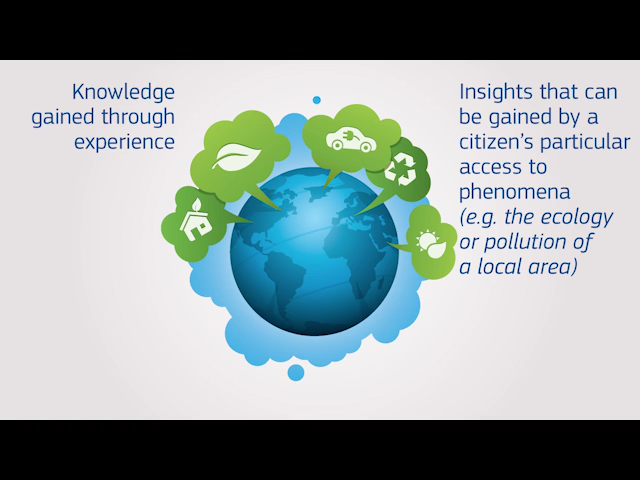 Knowledge
gained through
experience
Insights that can
be gained by a
citizen's particular
access to
phenomena
(e.g. the ecology
or pollution of
a local area)